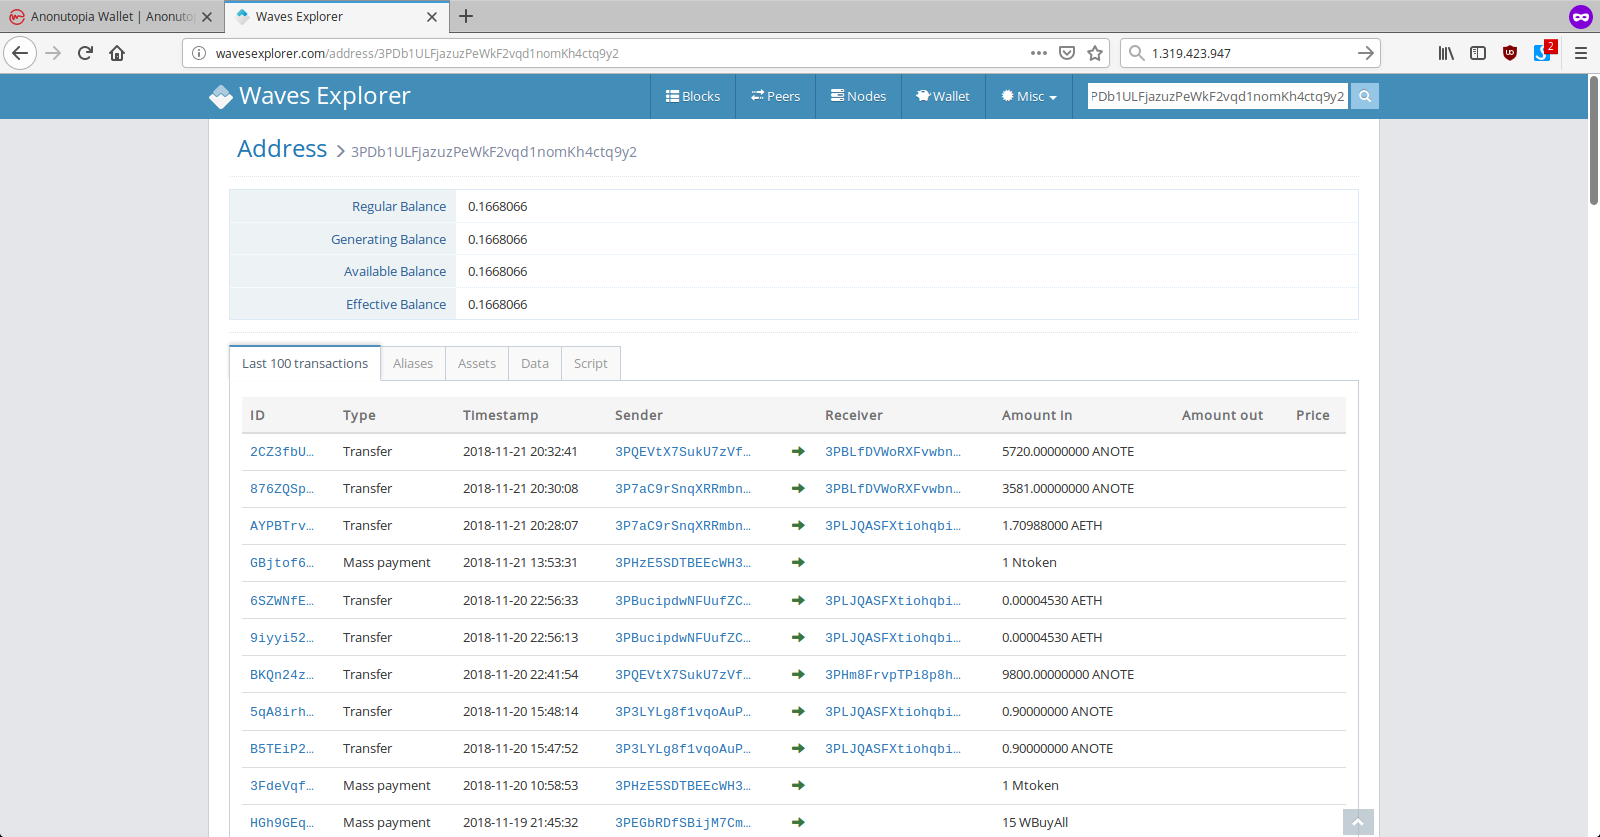 Anonutopia Wallet | Anonuto
Waves Explorer
wavesexplorer.com/address/3PDb1ULFjazuzPeWkF2vqd1nomKh4ctq9y2
1.319.423.947
2
Waves Explorer
Blocks
Peers
Nodes
Wallet
Misc
PDb1ULFjazuzPeWkF2vqd1nomKh4ctq9y2
Address > 3PDb1ULFjazuzPeWkF2vqd1nomKh4ctq9y2
Regular Balance 0.1668066
Generating Balance 0.1668066
Available Balance 0.1668066
Effective Balance 0.1668066
Last 100 transactions Aliases Assets Data Script
ID Type Timestamp Sender Receiver Amount in Amount out Price
2CZ3fbU… Transfer 2018-11-21 20:32:41 3PQEVtX7SukU7zVf… 3PBLfDVWoRXFvwbn… 5720.00000000 ANOTE
876ZQSp… Transfer 2018-11-21 20:30:08 3P7aC9rSnqXRRmbn… 3PBLfDVWoRXFvwbn… 3581.00000000 ANOTE
AYPBTrv… Transfer 2018-11-21 20:28:07 3P7aC9rSnqXRRmbn… 3PLJQASFXtiohqbi… 1.70988000 AETH
GBjtof6… Mass payment 2018-11-21 13:53:31 3PHzE5SDTBEEcWH3… 1 Ntoken
6SZWNfE… Transfer 2018-11-20 22:56:33 3PBucipdwNFUufZC… 3PLJQASFXtiohqbi… 0.00004530 AETH
9iyyi52… Transfer 2018-11-20 22:56:13 3PBucipdwNFUufZC… 3PLJQASFXtiohqbi… 0.00004530 AETH
BKQn24z… Transfer 2018-11-20 22:41:54 3PQEVtX7SukU7zVf… 3PHm8FrvpTPi8p8h… 9800.00000000 ANOTE
5qA8irh… Transfer 2018-11-20 15:48:14 3P3LYLg8f1vqoAuP… 3PLJQASFXtiohqbi… 0.90000000 ANOTE
B5TEiP2… Transfer 2018-11-20 15:47:52 3P3LYLg8f1vqoAuP… 3PLJQASFXtiohqbi… 0.90000000 ANOTE
3FdeVqf… Mass payment 2018-11-20 10:58:53 3PHzE5SDTBEEcWH3… 1 Mtoken
HGh9GEq… Mass payment 2018-11-19 21:45:32 3PEGbRDfSBijM7Cm… 15 WBuyAll